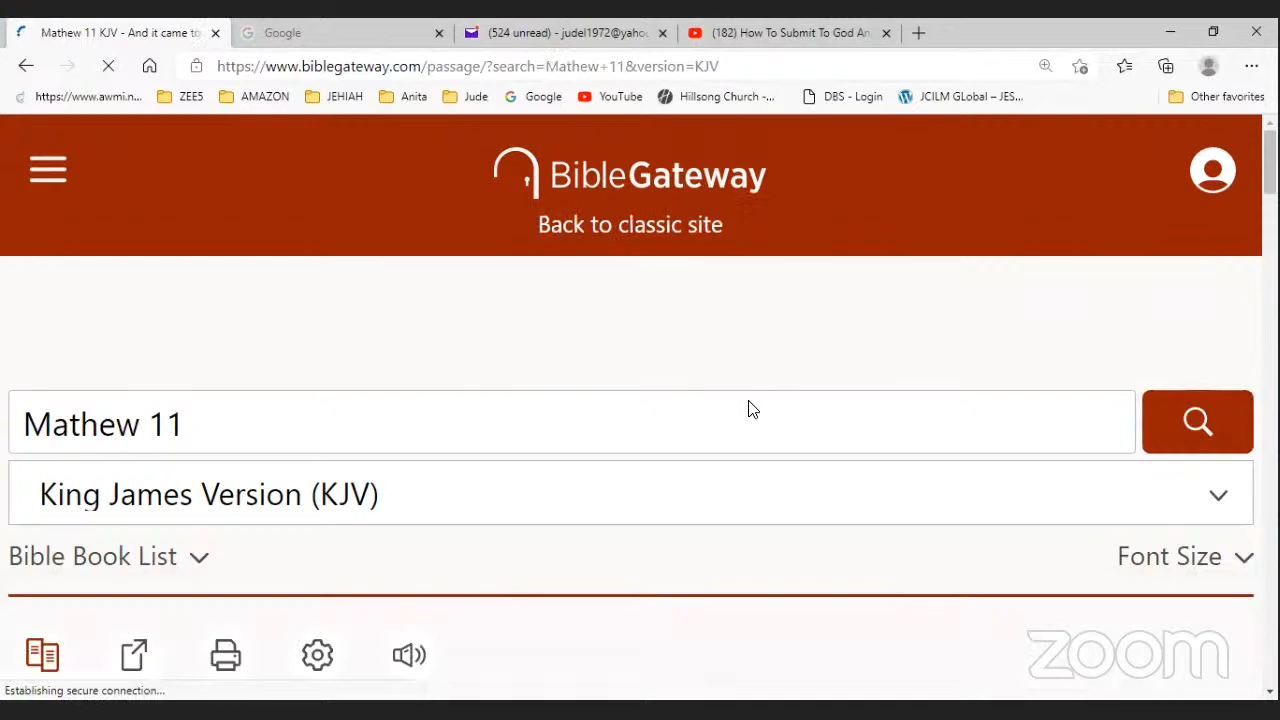 Mathew 11 KJV - And it came to
Google
(524 unread) - judel1972@yaho
(182) How To Submit To God An
https://www.biblegateway.com/passage/?search=Mathew+11&version=KJV
https://www.awmi.n...
ZEE5
AMAZON
JEHIAH
Anita
Jude
Google
YouTube
Hillsong Church -...
DBS - Login
JCILM GLobal – JES...
Other favorites
BibleGateway
Back to classic site
Mathew 11
King James Version (KJV)
Bible Book List
Font Size
zoom
Establishing secure connection...